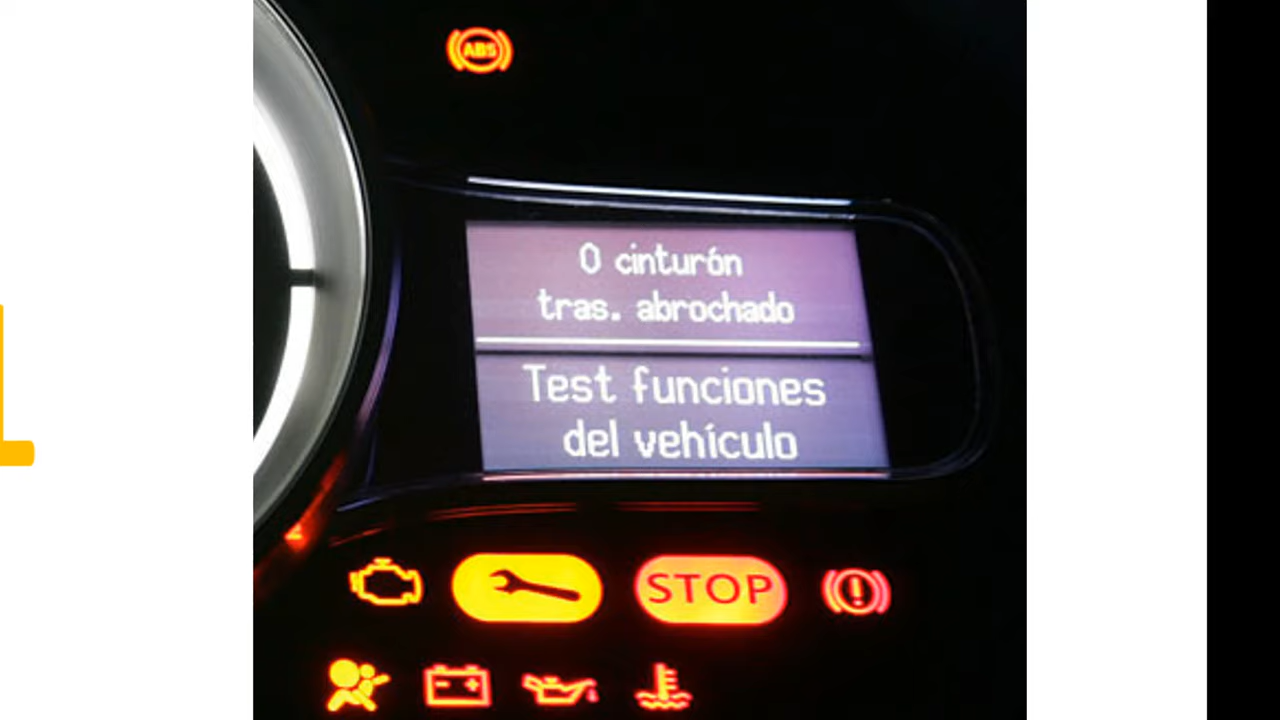 ABS
0 cinturón
tras. abrochado
Test funciones
del vehículo
STOP